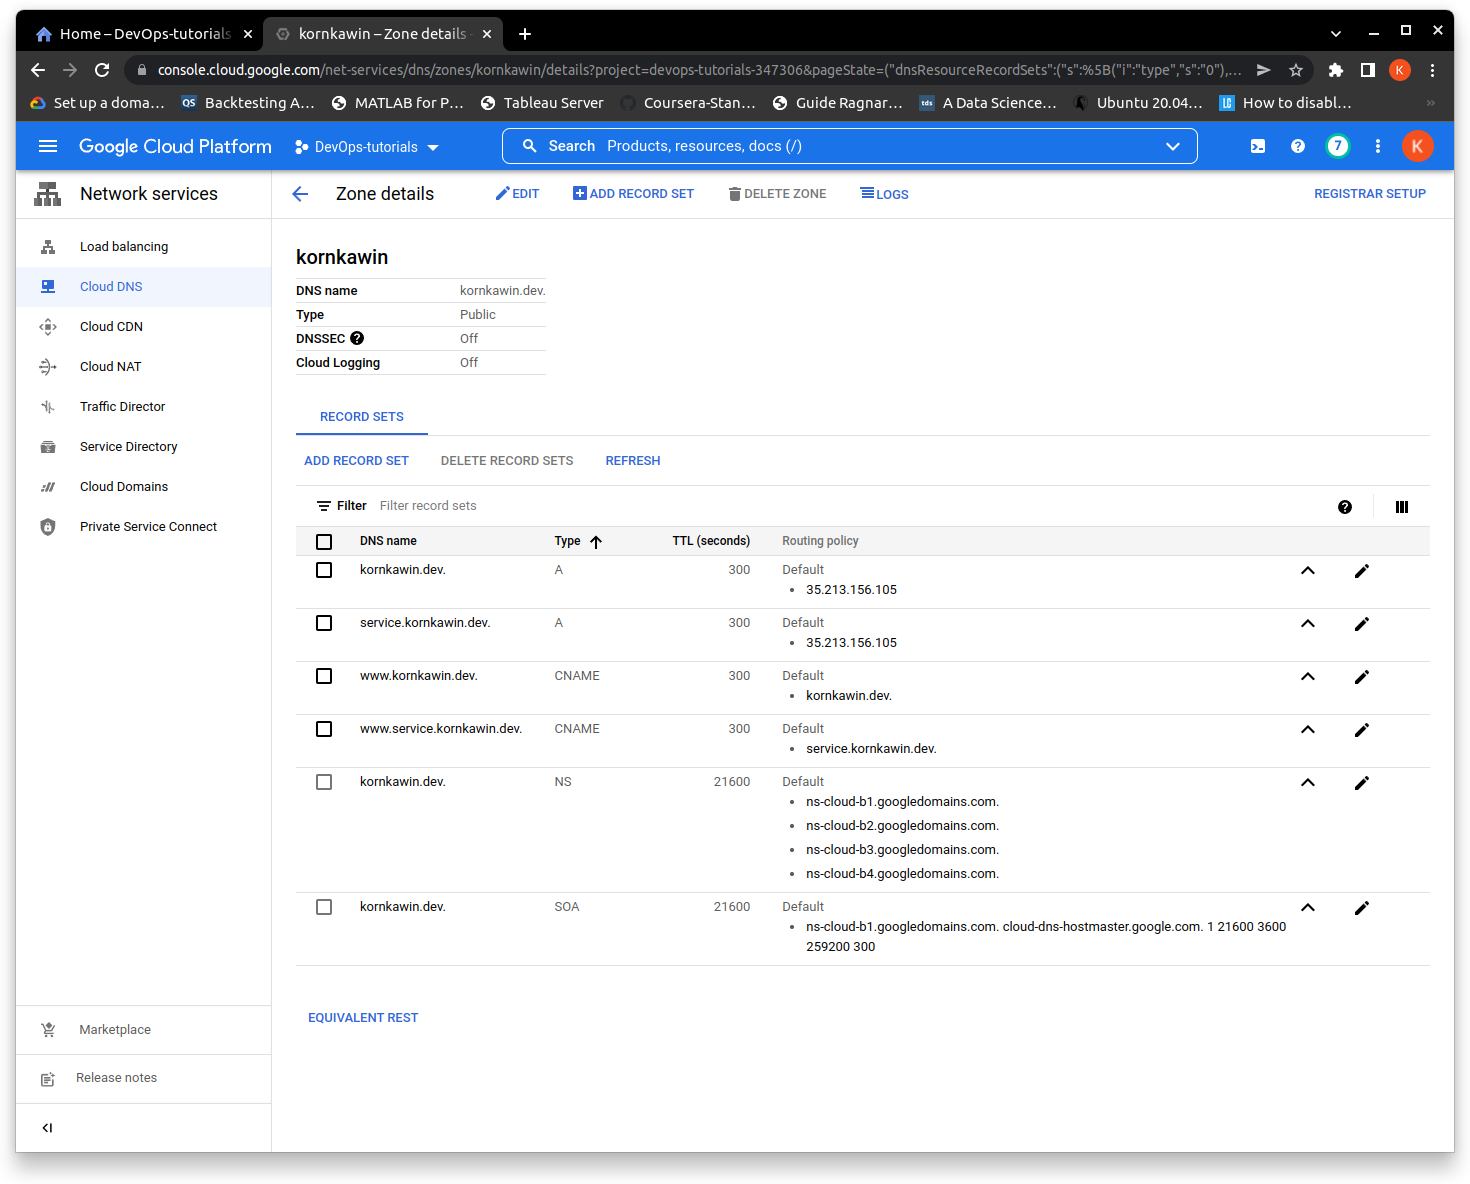 Home – DevOps-tutorials
kornkawin – Zone details
console.cloud.google.com/net-services/dns/zones/kornkawin/details?project=devops-tutorials-347306&pageState=("dnsResourceRecordSets":("s":%5B("i":"type","s":"0"),...
Set up a doma...
QS Backtesting A...
MATLAB for P...
Tableau Server
Coursera-Stan...
Guide Ragnar...
tds A Data Science...
Ubuntu 20.04...
LC How to disabl...
K
Google Cloud Platform
DevOps-tutorials
Search Products, resources, docs (/)
7
K
Network services
Zone details
EDIT
ADD RECORD SET
DELETE ZONE
LOGS
REGISTRAR SETUP
Load balancing
Cloud DNS
Cloud CDN
Cloud NAT
Traffic Director
Service Directory
Cloud Domains
Private Service Connect
Marketplace
Release notes
kornkawin
DNS name kornkawin.dev.
Type Public
DNSSEC Off
Cloud Logging Off
RECORD SETS
ADD RECORD SET DELETE RECORD SETS REFRESH
Filter Filter record sets
DNS name Type TTL (seconds) Routing policy
kornkawin.dev. A 300 Default
• 35.213.156.105
service.kornkawin.dev. A 300 Default
• 35.213.156.105
www.kornkawin.dev. CNAME 300 Default
• kornkawin.dev.
www.service.kornkawin.dev. CNAME 300 Default
• service.kornkawin.dev.
kornkawin.dev. NS 21600 Default
• ns-cloud-b1.googledomains.com.
• ns-cloud-b2.googledomains.com.
• ns-cloud-b3.googledomains.com.
• ns-cloud-b4.googledomains.com.
kornkawin.dev. SOA 21600 Default
• ns-cloud-b1.googledomains.com. cloud-dns-hostmaster.google.com. 1 21600 3600
259200 300
EQUIVALENT REST